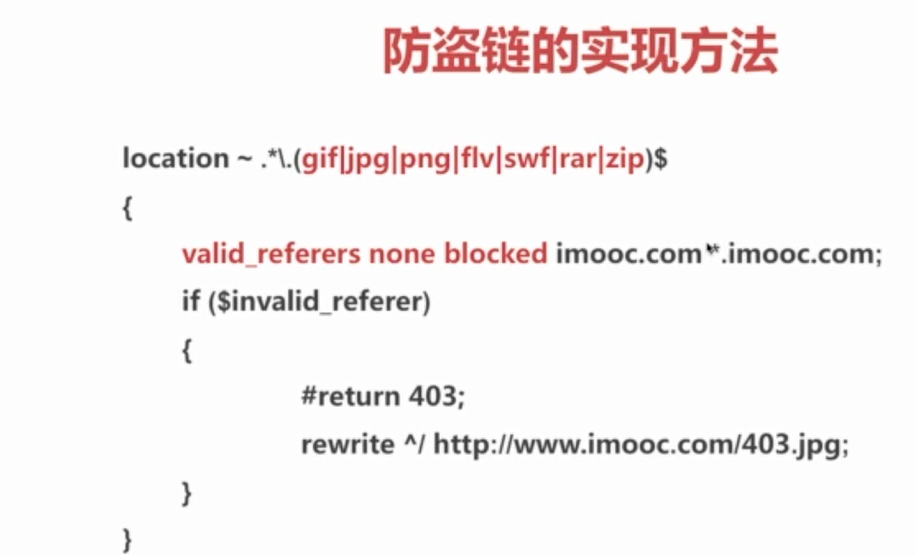 防盗链的实现方法
location ~ .*\.(gif|jpg|png|flv|swf|rar|zip)$
{
valid_referers none blocked imooc.com *.imooc.com;
if ($invalid_referer)
{
#return 403;
rewrite ^/ http://www.imooc.com/403.jpg;
}
}